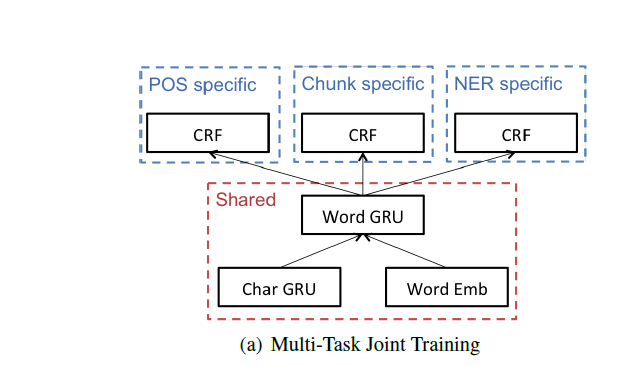 POS specific
Chunk specific
NER specific
CRF
CRF
CRF
Shared
Word GRU
Char GRU
Word Emb
(a) Multi-Task Joint Training